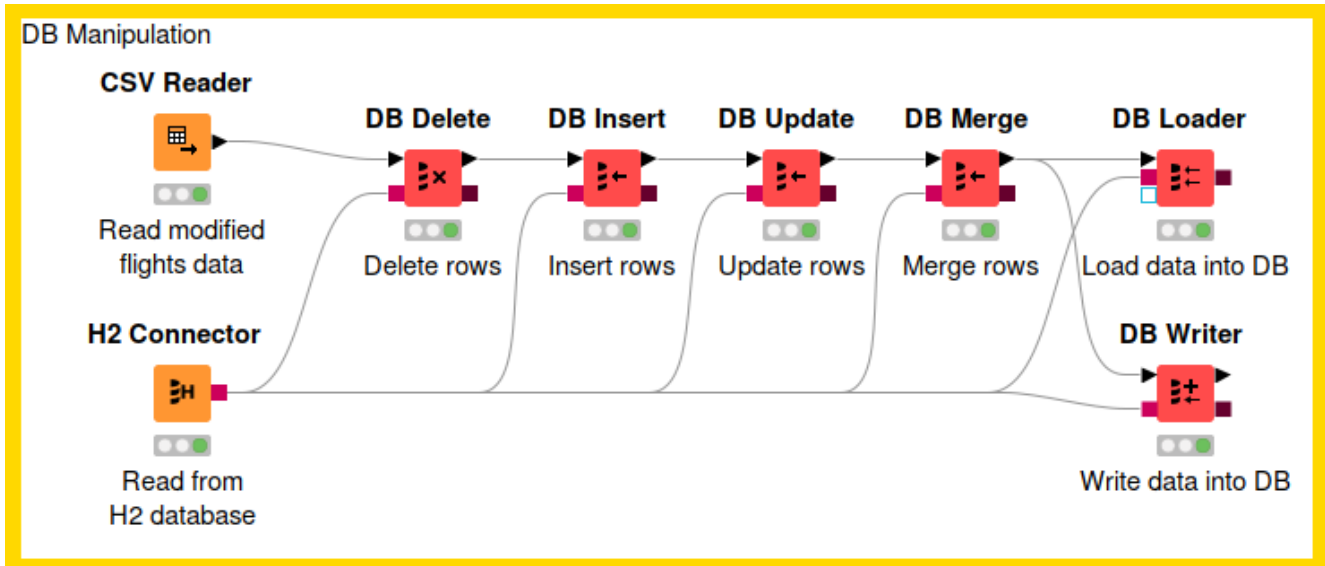 DB Manipulation
CSV Reader
Read modified
flights data
DB Delete
Delete rows
DB Insert
Insert rows
DB Update
Update rows
DB Merge
Merge rows
DB Loader
Load data into DB
H2 Connector
H
Read from
H2 database
DB Writer
Write data into DB